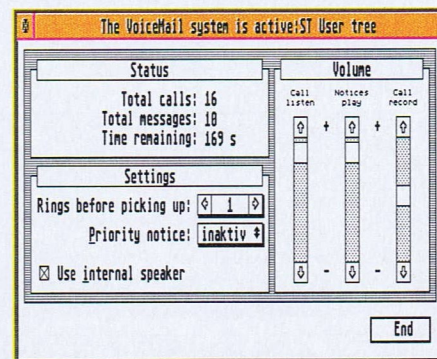 The VoiceMail system is active:ST User tree
Status
Total calls: 16
Total messages: 10
Time remaining: 169 s
Settings
Rings before picking up: 1
Priority notice: inaktiv
Use internal speaker
Volume
Call listen
Notices play
Call record
+ +
- -
End